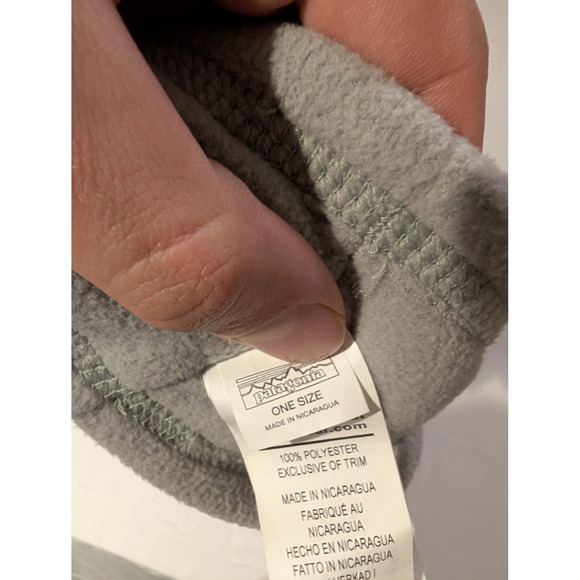 patagonia
ONE SIZE
MADE IN NICARAGUA
.com
100% POLYESTER
EXCLUSIVE OF TRIM
MADE IN NICARAGUA
FABRIQUÉ AU
NICARAGUA
HECHO EN NICARAGUA
FATTO IN NICARAGUA